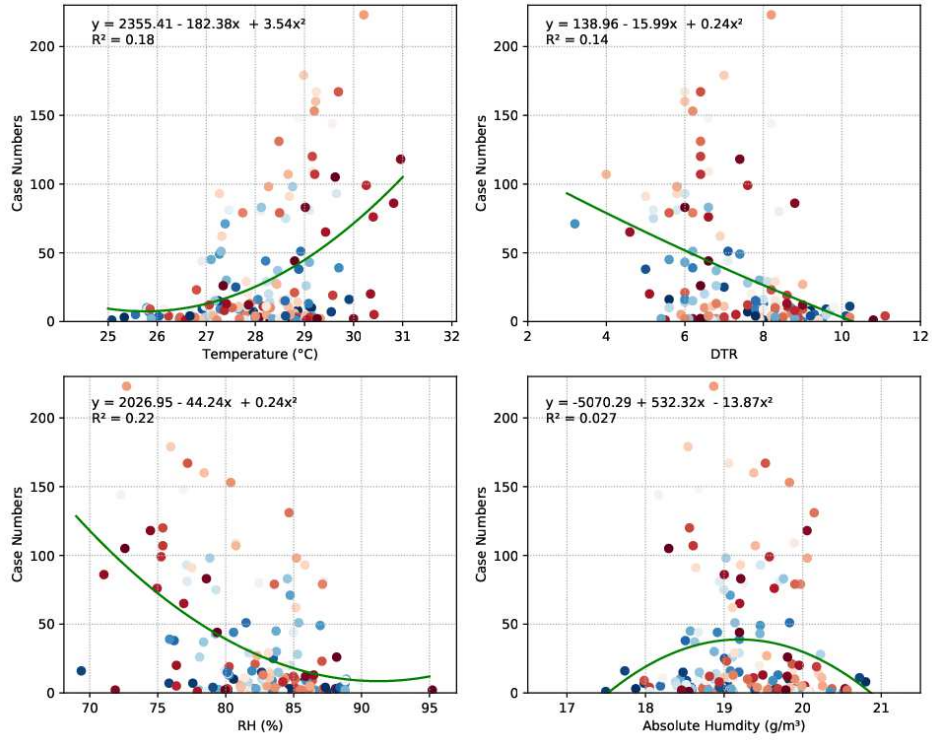 y = 2355.41 - 182.38x + 3.54x²
R² = 0.18
Case Numbers
0
50
100
150
200
25
26
27
28
29
30
31
32
Temperature (°C)
y = 138.96 - 15.99x + 0.24x²
R² = 0.14
Case Numbers
0
50
100
150
200
2
4
6
8
10
12
DTR
y = 2026.95 - 44.24x + 0.24x²
R² = 0.22
Case Numbers
0
50
100
150
200
70
75
80
85
90
95
RH (%)
y = -5070.29 + 532.32x - 13.87x²
R² = 0.027
Case Numbers
0
50
100
150
200
17
18
19
20
21
Absolute Humdity (g/m³)